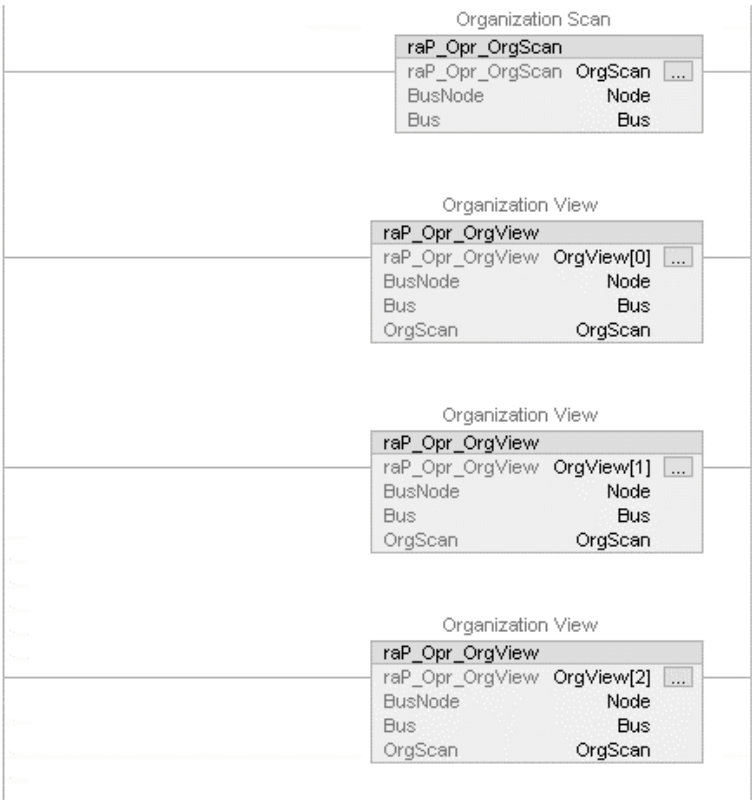 Organization Scan
raP_Opr_OrgScan
raP_Opr_OrgScan OrgScan ...
BusNode Node
Bus Bus
Organization View
raP_Opr_OrgView
raP_Opr_OrgView OrgView[0] ...
BusNode Node
Bus Bus
OrgScan OrgScan
Organization View
raP_Opr_OrgView
raP_Opr_OrgView OrgView[1] ...
BusNode Node
Bus Bus
OrgScan OrgScan
Organization View
raP_Opr_OrgView
raP_Opr_OrgView OrgView[2] ...
BusNode Node
Bus Bus
OrgScan OrgScan